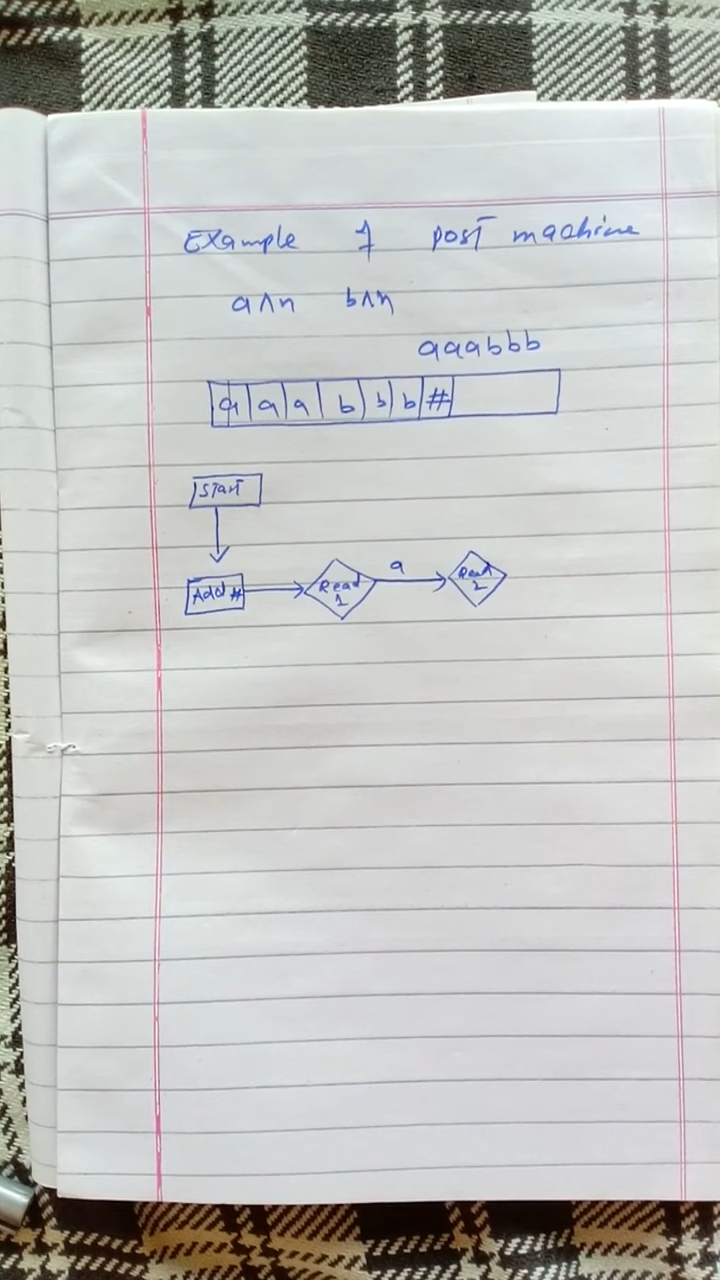 Example of post machine
a^n b^n
aaabbb
a a a b b b #
Start
Add # Read 1 a Read 2